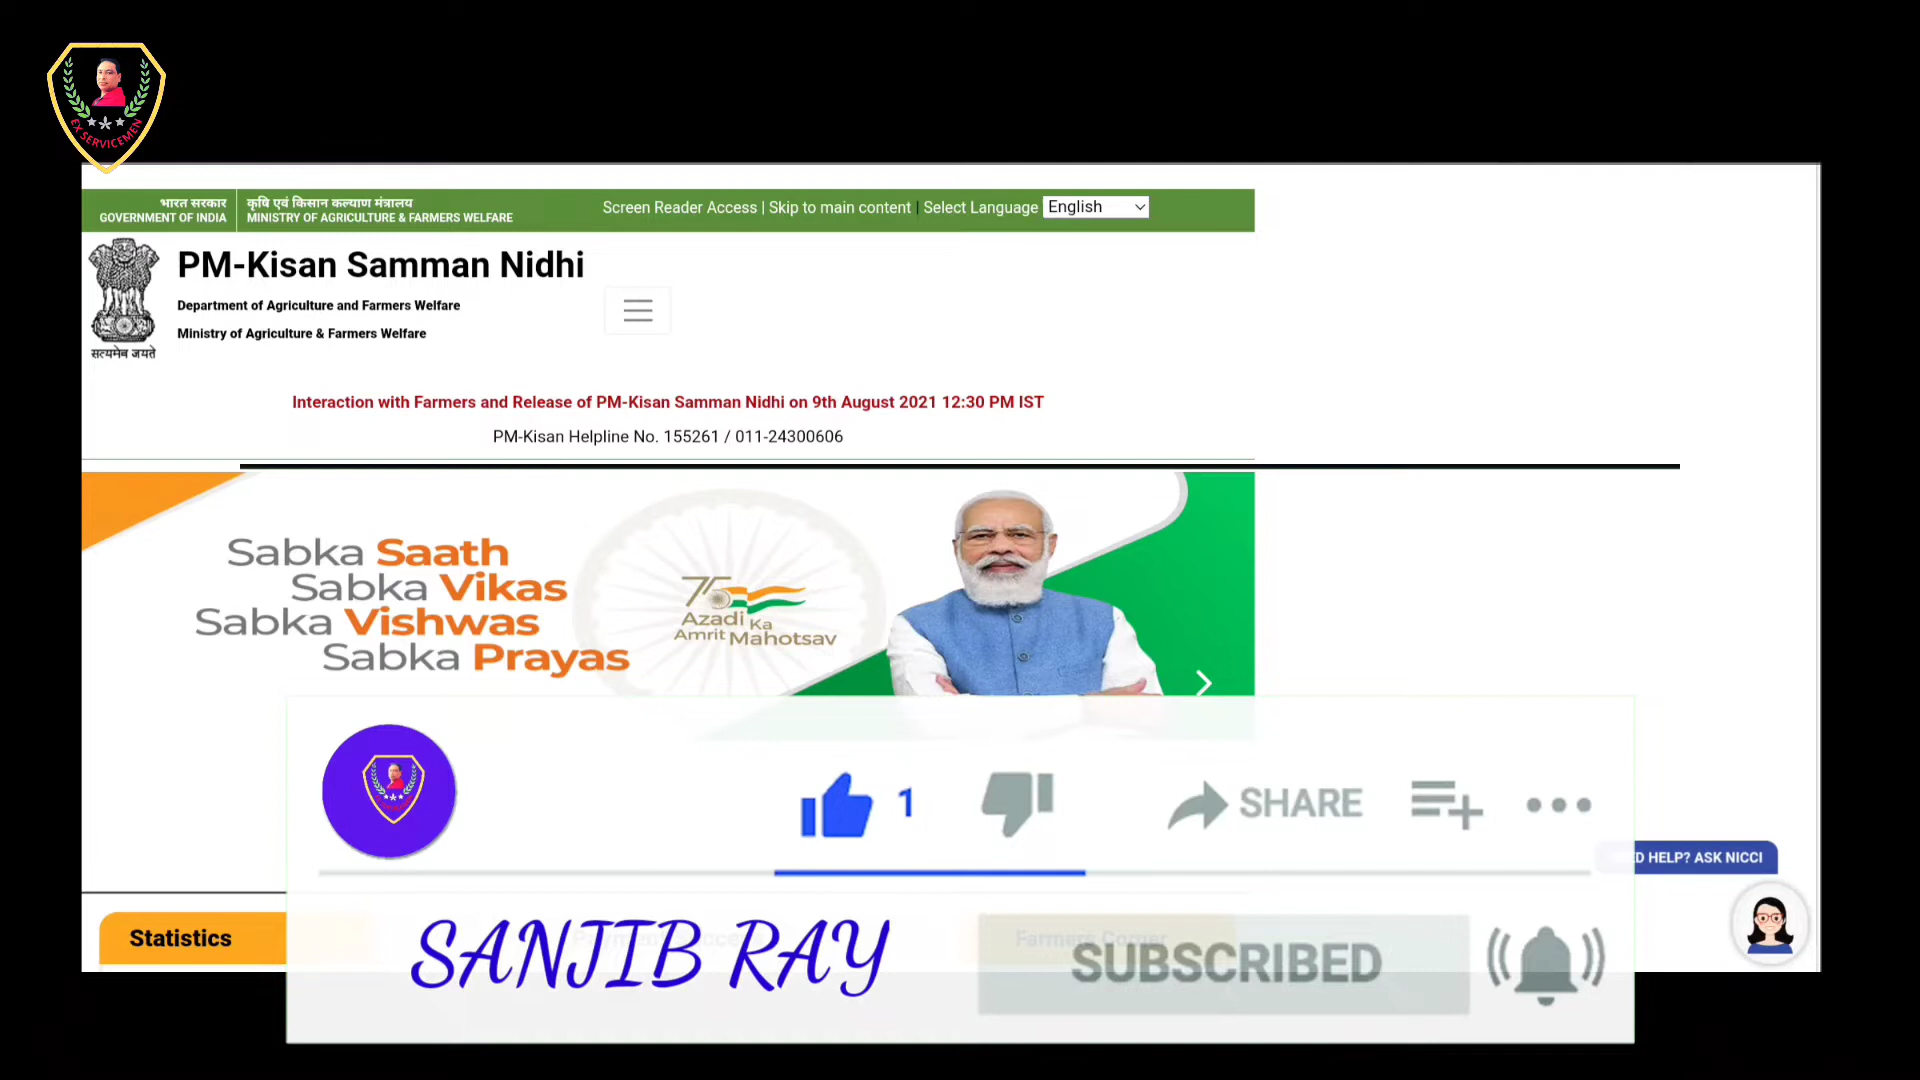 EX SERVICEMEN
भारत सरकार
GOVERNMENT OF INDIA
कृषि एवं किसान कल्याण मंत्रालय
MINISTRY OF AGRICULTURE & FARMERS WELFARE
Screen Reader Access | Skip to main content | Select Language English
PM-Kisan Samman Nidhi
Department of Agriculture and Farmers Welfare
Ministry of Agriculture & Farmers Welfare
सत्यमेव जयते
Interaction with Farmers and Release of PM-Kisan Samman Nidhi on 9th August 2021 12:30 PM IST
PM-Kisan Helpline No. 155261 / 011-24300606
Sabka Saath
Sabka Vikas
Sabka Vishwas
Sabka Prayas
75
Azadi Ka
Amrit Mahotsav
1
SHARE
D HELP? ASK NICCI
Statistics
Farmers Corner
SANJIB RAY
SUBSCRIBED